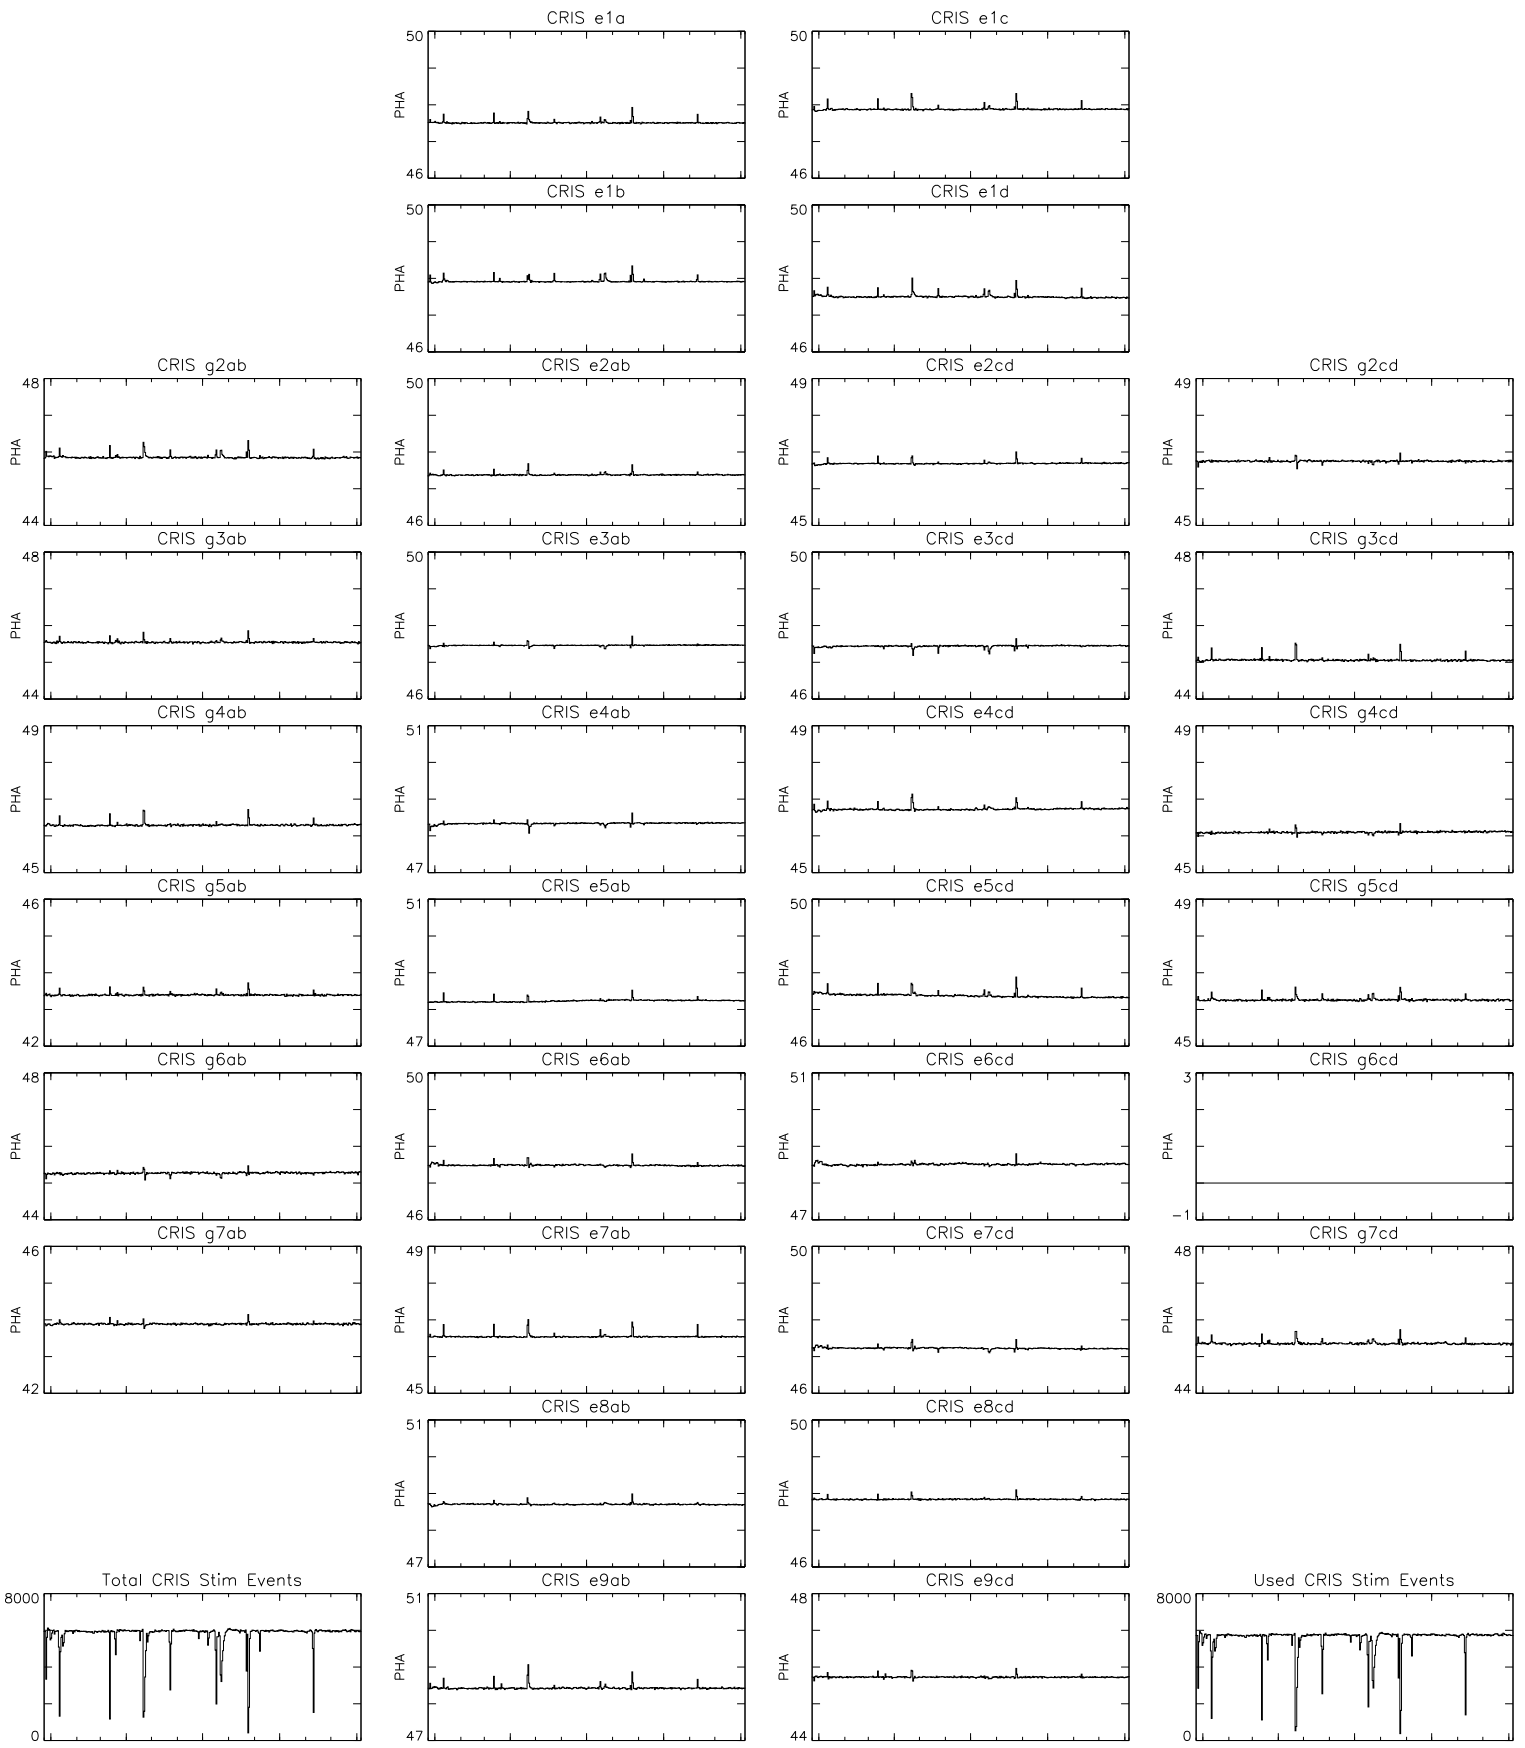 CRIS e1a
50
PHA
46
CRIS e1c
50
PHA
46
CRIS e1b
50
PHA
46
CRIS e1d
50
PHA
46
CRIS g2ab
48
PHA
44
CRIS e2ab
50
PHA
46
CRIS e2cd
49
PHA
45
CRIS g2cd
49
PHA
45
CRIS g3ab
48
PHA
44
CRIS e3ab
50
PHA
46
CRIS e3cd
50
PHA
46
CRIS g3cd
48
PHA
44
CRIS g4ab
49
PHA
45
CRIS e4ab
51
PHA
47
CRIS e4cd
49
PHA
45
CRIS g4cd
49
PHA
45
CRIS g5ab
46
PHA
42
CRIS e5ab
51
PHA
47
CRIS e5cd
50
PHA
46
CRIS g5cd
49
PHA
45
CRIS g6ab
48
PHA
44
CRIS e6ab
50
PHA
46
CRIS e6cd
51
PHA
47
CRIS g6cd
3
PHA
-1
CRIS g7ab
46
PHA
42
CRIS e7ab
49
PHA
45
CRIS e7cd
50
PHA
46
CRIS g7cd
48
PHA
44
CRIS e8ab
51
PHA
47
CRIS e8cd
50
PHA
46
Total CRIS Stim Events
8000
0
CRIS e9ab
51
PHA
47
CRIS e9cd
48
PHA
44
Used CRIS Stim Events
8000
0